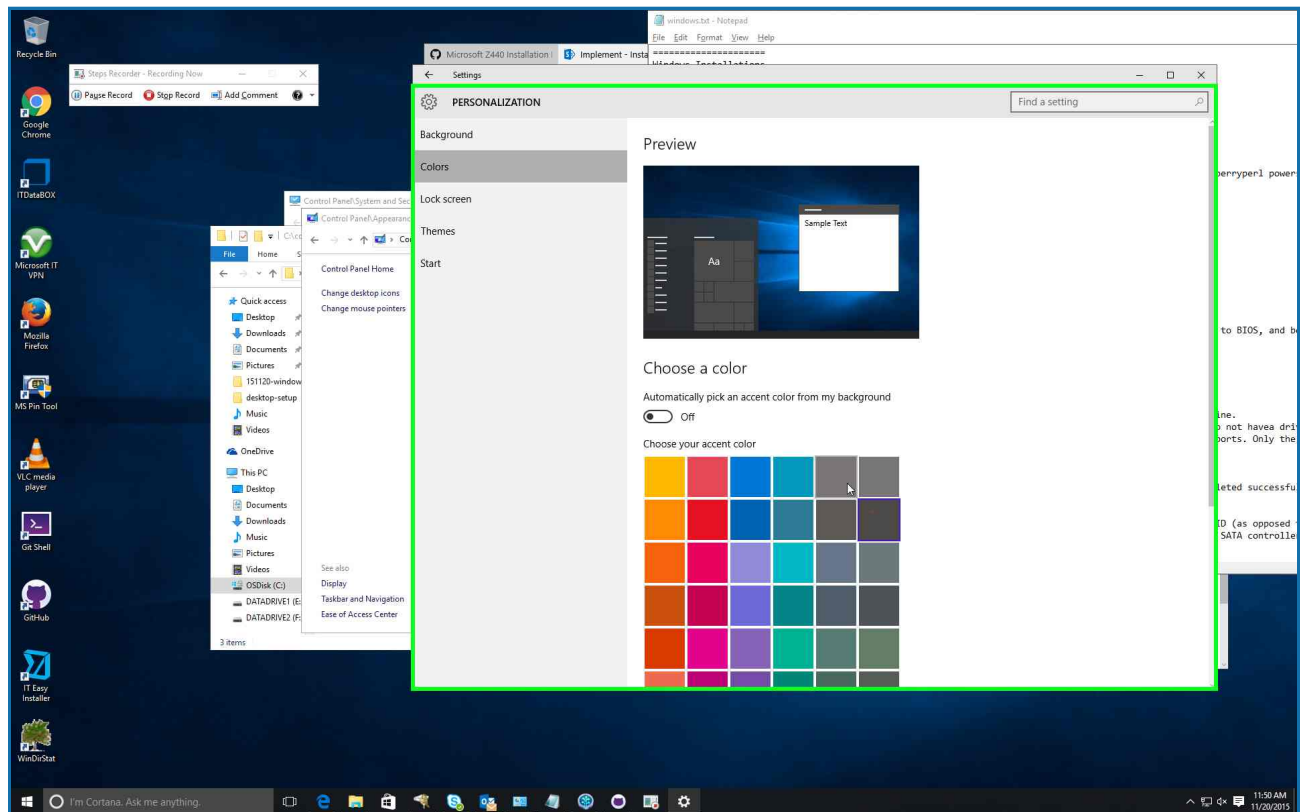 Recycle Bin
Google
Chrome
ITDataBOX
Microsoft IT
VPN
Mozilla
Firefox
MS Pin Tool
VLC media
player
Git Shell
GitHub
IT Easy
Installer
WinDirStat
Steps Recorder - Recording Now
Pause Record Stop Record Add Comment
windows.txt - Notepad
File Edit Format View Help
=====================
Windows Installations
Microsoft Z440 Installation
Implement - Insta
Control Panel\System and Sec
Control Panel\Appearanc
File Home S
Control Panel Home
Change desktop icons
Change mouse pointers
See also
Display
Taskbar and Navigation
Ease of Access Center
Quick access
Desktop
Downloads
Documents
Pictures
151120-window
desktop-setup
Music
Videos
OneDrive
This PC
Desktop
Documents
Downloads
Music
Pictures
Videos
OSDisk (C:)
DATADRIVE1 (E:
DATADRIVE2 (F:
3 items
Settings
PERSONALIZATION
Find a setting
Background
Colors
Lock screen
Themes
Start
Preview
Sample Text
Aa
Choose a color
Automatically pick an accent color from my background
Off
Choose your accent color
erryperl power
to BIOS, and b
ine.
not havea dri
orts. Only the
leted successfu
ID (as opposed
SATA controlle
I'm Cortana. Ask me anything.
11:50 AM
11/20/2015